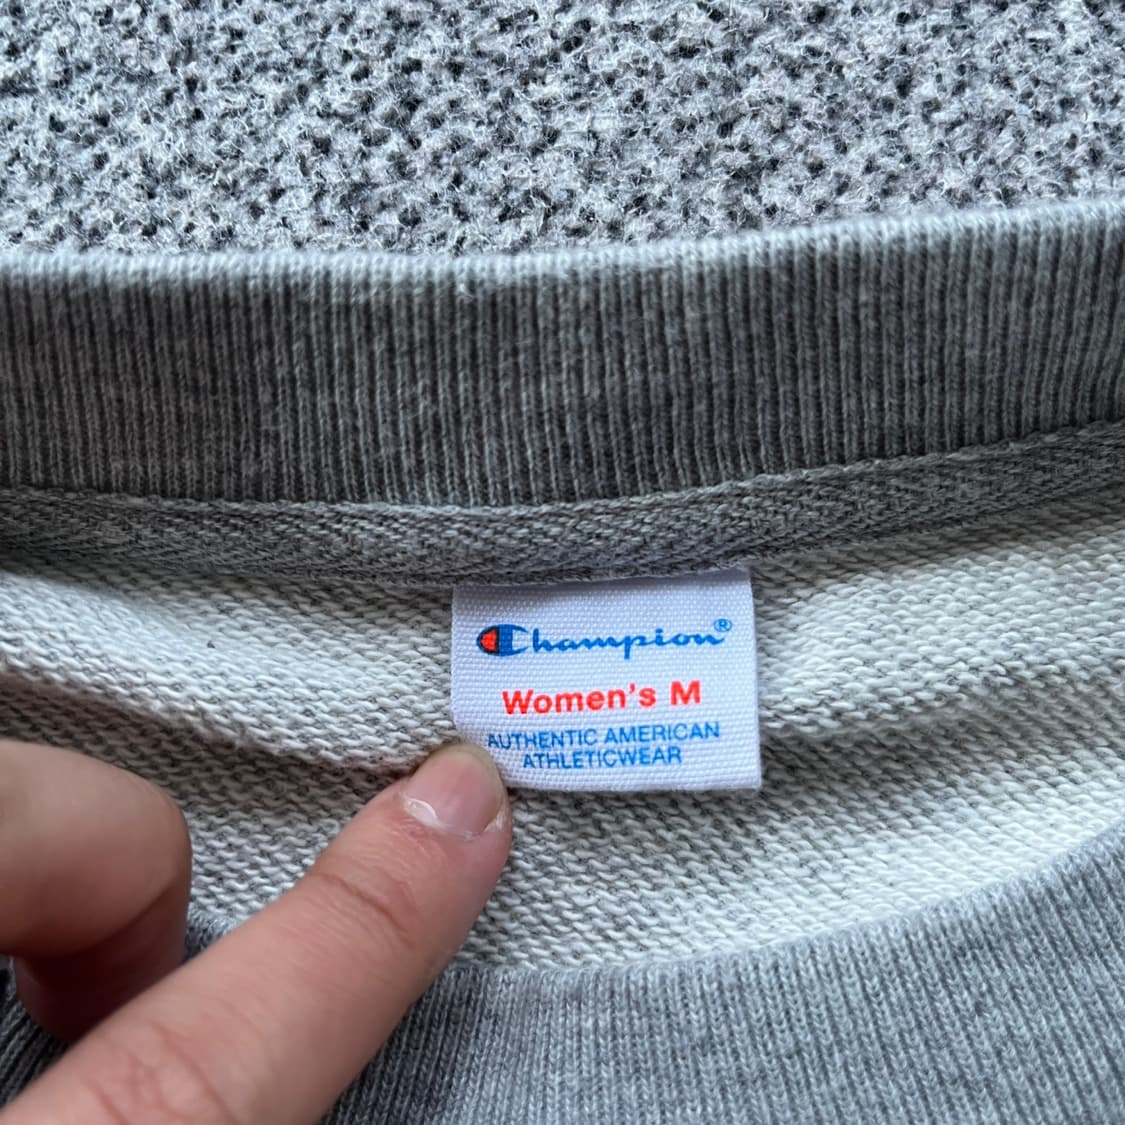 Champion®
Women's M
AUTHENTIC AMERICAN
ATHLETICWEAR